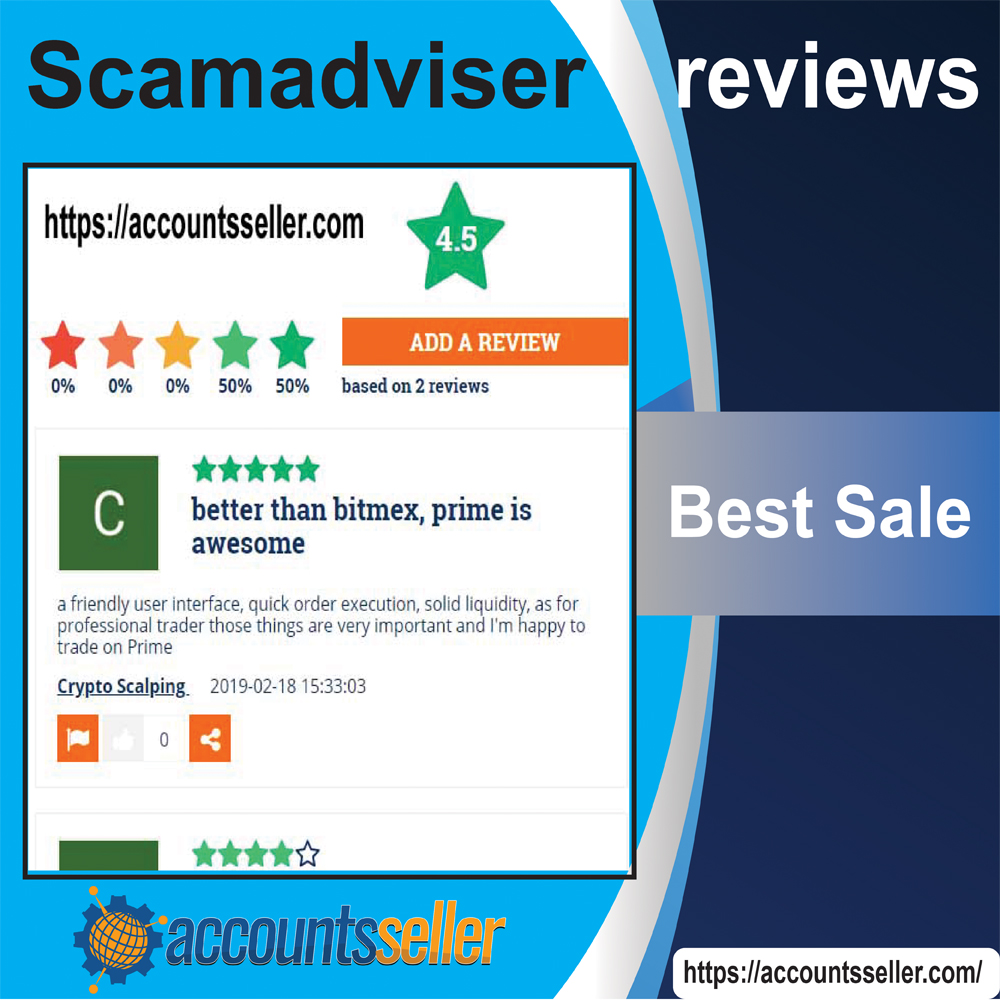 Scamadviser reviews
https://accountsseller.com
4.5
ADD A REVIEW
0% 0% 0% 50% 50%
based on 2 reviews
C
better than bitmex, prime is
awesome
a friendly user interface, quick order execution, solid liquidity, as for
professional trader those things are very important and I'm happy to
trade on Prime
Crypto Scalping 2019-02-18 15:33:03
0
Best Sale
accountsseller
https://accountsseller.com/